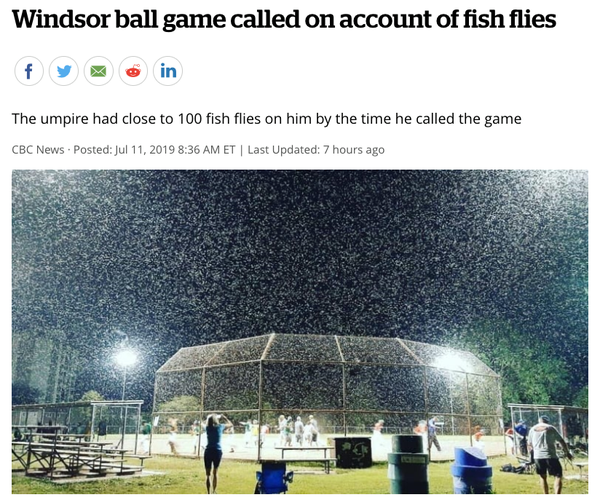 Windsor ball game called on account of fish flies
The umpire had close to 100 fish flies on him by the time he called the game
CBC News · Posted: Jul 11, 2019 8:36 AM ET | Last Updated: 7 hours ago